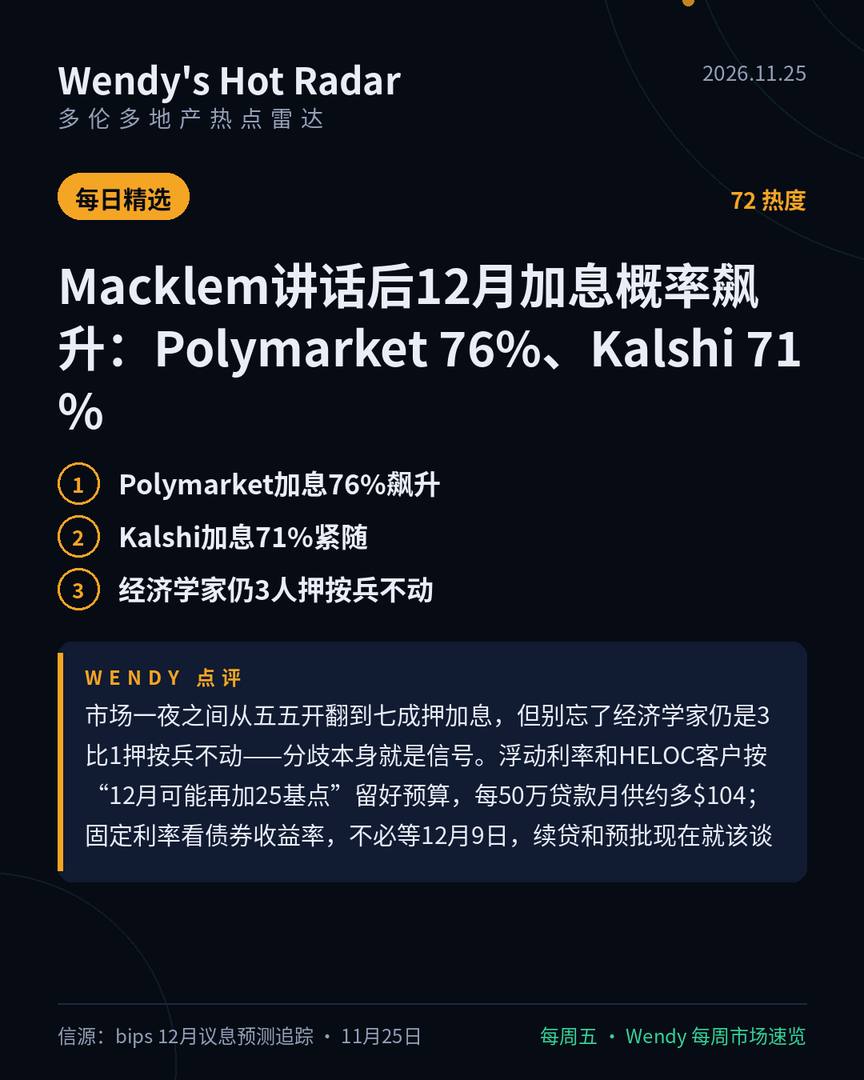 Wendy's Hot Radar
2026.11.25
多伦多地产热点雷达
每日精选
72 热度
Macklem讲话后12月加息概率飙
升：Polymarket 76%、Kalshi 71
%
1 Polymarket加息76%飙升
2 Kalshi加息71%紧随
3 经济学家仍3人押按兵不动
WENDY 点评
市场一夜之间从五五开翻到七成押加息，但别忘了经济学家仍是3
比1押按兵不动——分歧本身就是信号。浮动利率和HELOC客户按
“12月可能再加25基点”留好预算，每50万贷款月供约多$104；
固定利率看债券收益率，不必等12月9日，续贷和预批现在就该谈
信源：bips 12月议息预测追踪 · 11月25日
每周五 · Wendy 每周市场速览